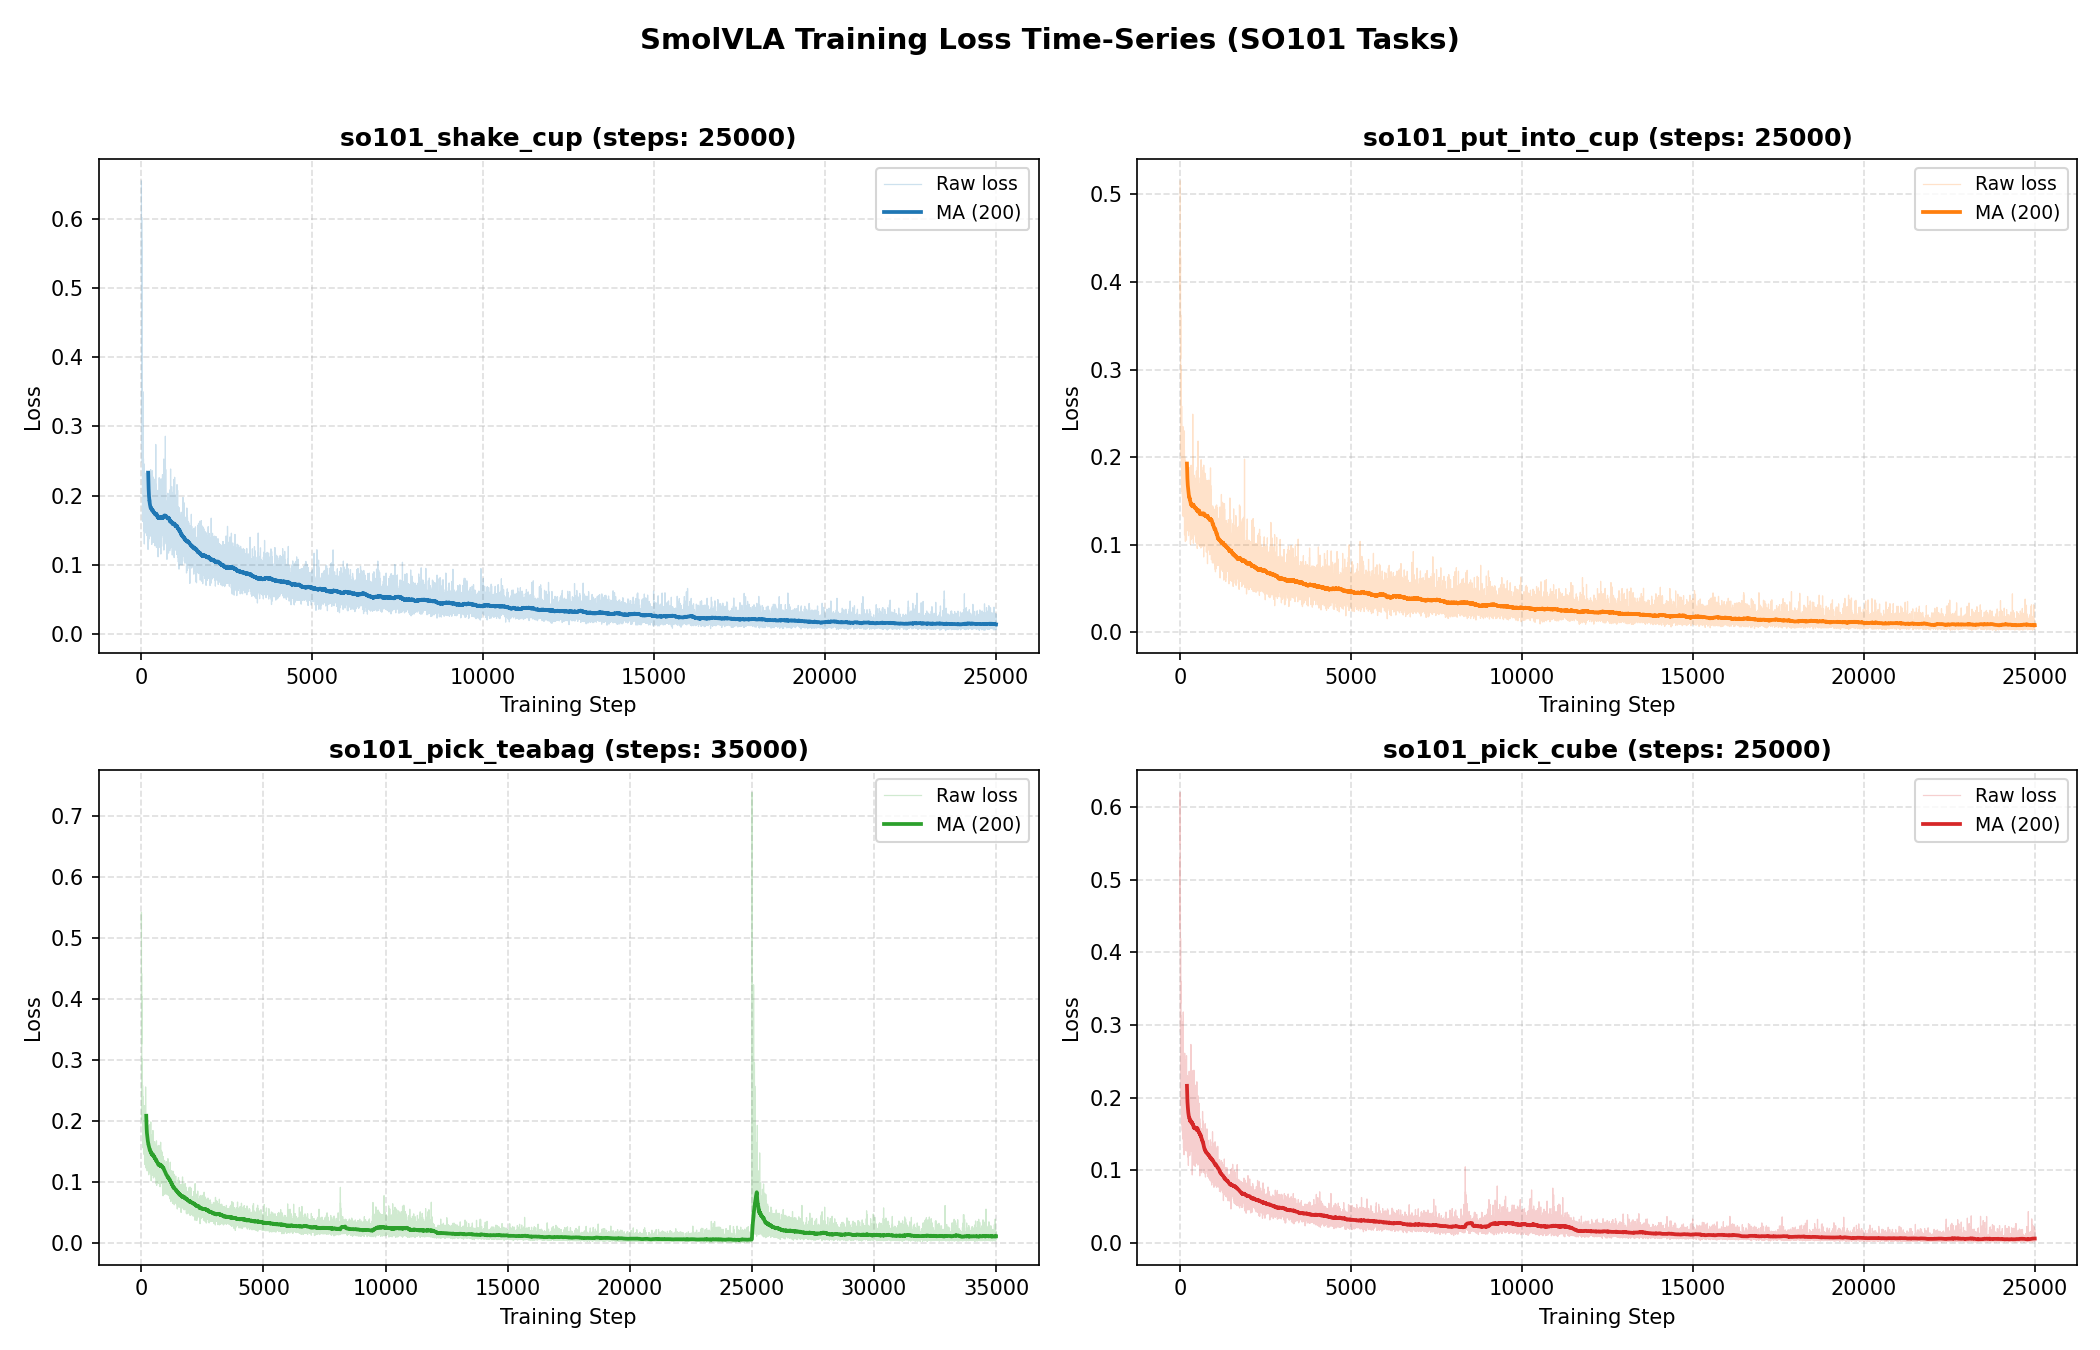 SmolVLA Training Loss Time-Series (SO101 Tasks)
so101_shake_cup (steps: 25000)
Raw loss
MA (200)
0.6
0.5
0.4
0.3
0.2
0.1
0.0
Loss
0 5000 10000 15000 20000 25000
Training Step
so101_put_into_cup (steps: 25000)
Raw loss
MA (200)
0.5
0.4
0.3
0.2
0.1
0.0
Loss
0 5000 10000 15000 20000 25000
Training Step
so101_pick_teabag (steps: 35000)
Raw loss
MA (200)
0.7
0.6
0.5
0.4
0.3
0.2
0.1
0.0
Loss
0 5000 10000 15000 20000 25000 30000 35000
Training Step
so101_pick_cube (steps: 25000)
Raw loss
MA (200)
0.6
0.5
0.4
0.3
0.2
0.1
0.0
Loss
0 5000 10000 15000 20000 25000
Training Step